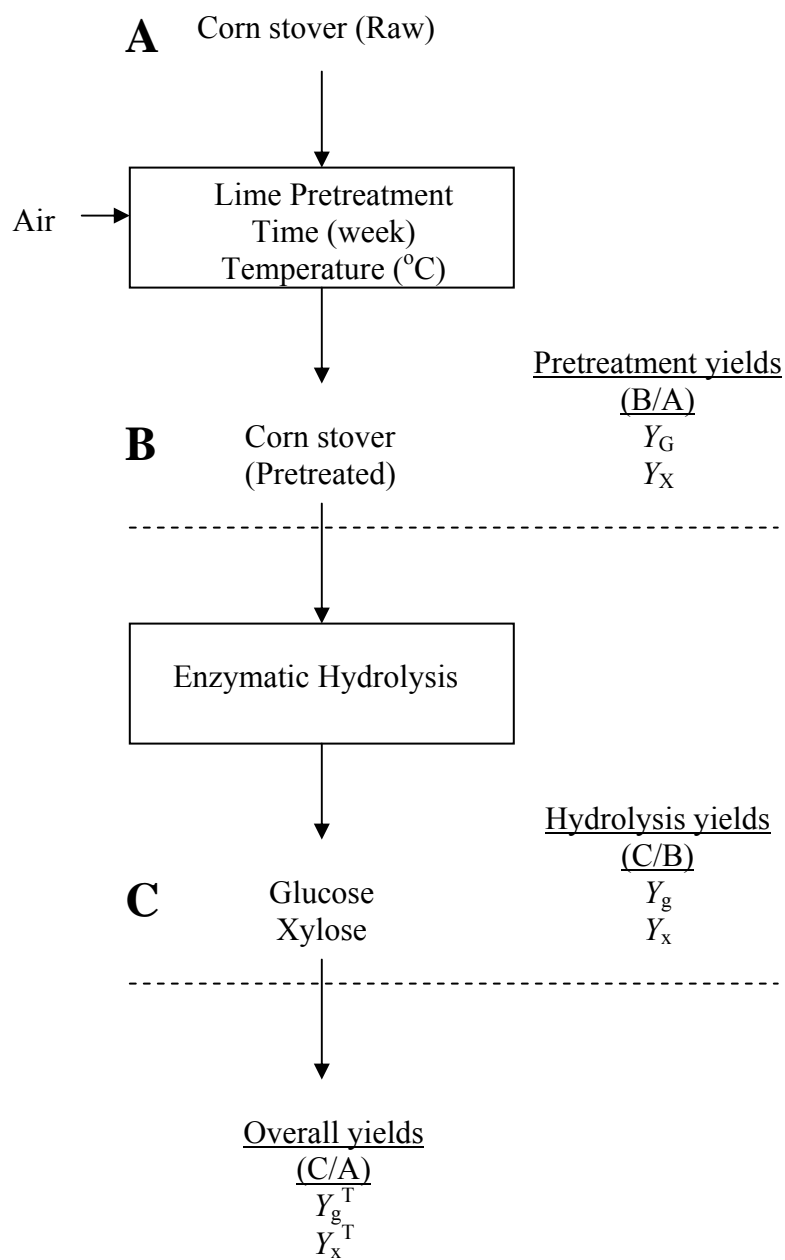 A Corn stover (Raw)
Lime Pretreatment
Air Time (week)
Temperature (°C)
Pretreatment yields
(B/A)
B Corn stover Y_G
(Pretreated) Y_X
Enzymatic Hydrolysis
Hydrolysis yields
(C/B)
C Glucose Y_g
Xylose Y_x
Overall yields
(C/A)
Y_g^T
Y_x^T